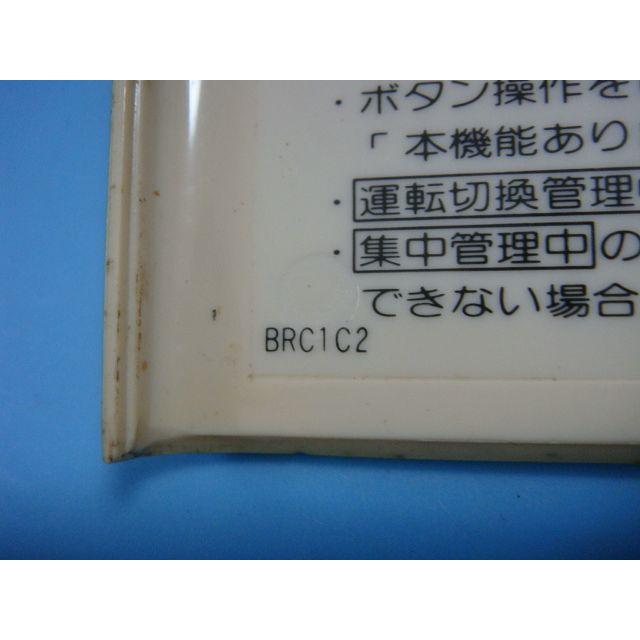 ・ボタン操作を
「本機能あり
・運転切換管理
・集中管理中の
できない場合
BRC1C2